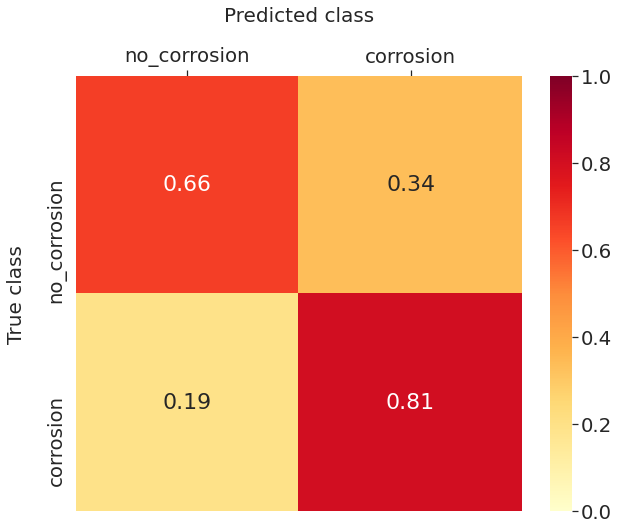 Predicted class
no_corrosion corrosion
True class
no_corrosion
corrosion
0.66 0.34
0.19 0.81
1.0
0.8
0.6
0.4
0.2
0.0